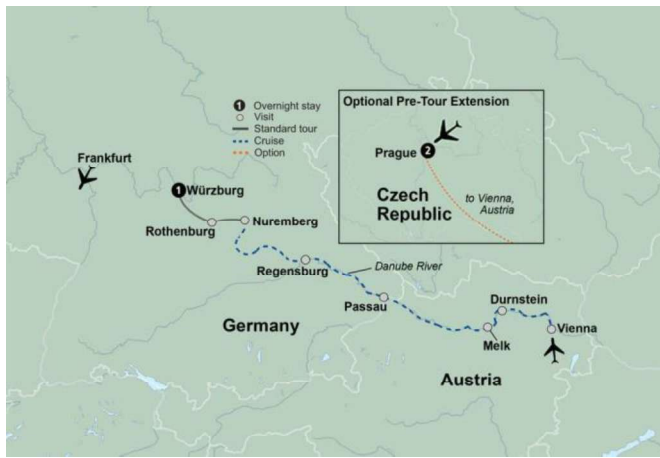 1 Overnight stay
Visit
Standard tour
Cruise
Option
Optional Pre-Tour Extension
Prague 2
Czech
Republic
to Vienna,
Austria
Frankfurt
1 Würzburg
Rothenburg
Nuremberg
Regensburg
Danube River
Passau
Germany
Durnstein
Melk
Vienna
Austria